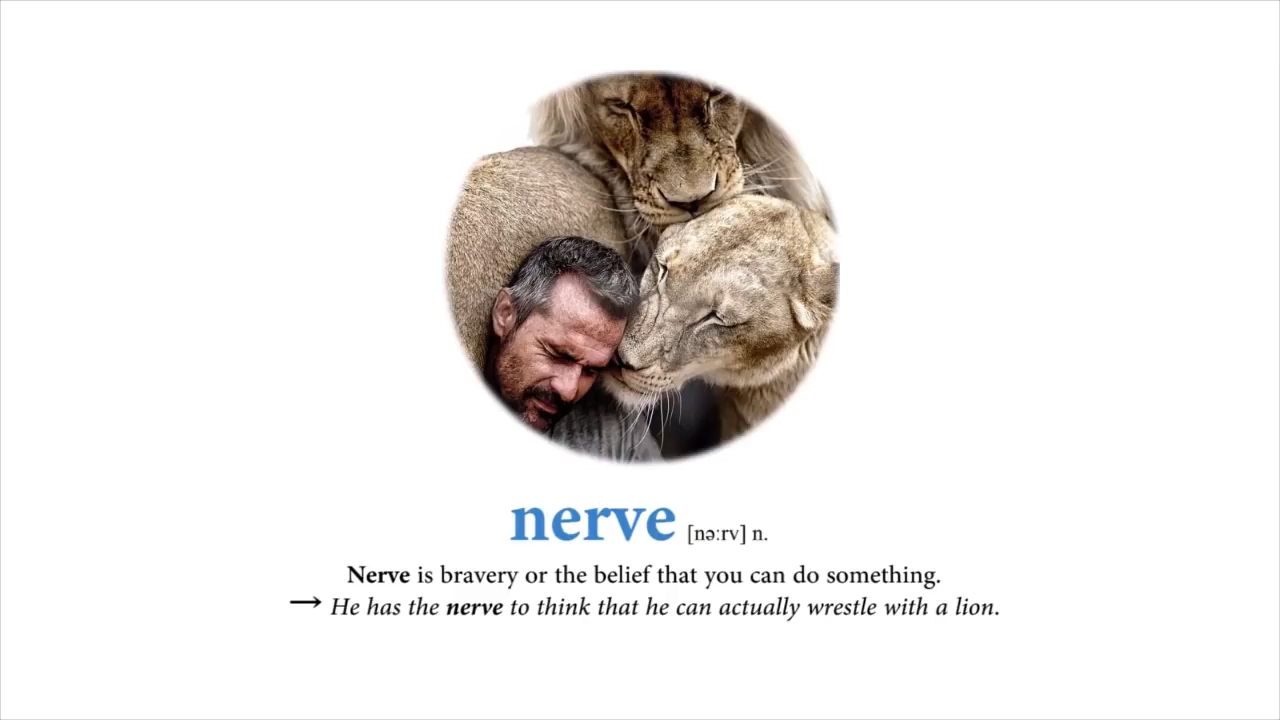 nerve [nəːrv] n.
Nerve is bravery or the belief that you can do something.
→ He has the nerve to think that he can actually wrestle with a lion.